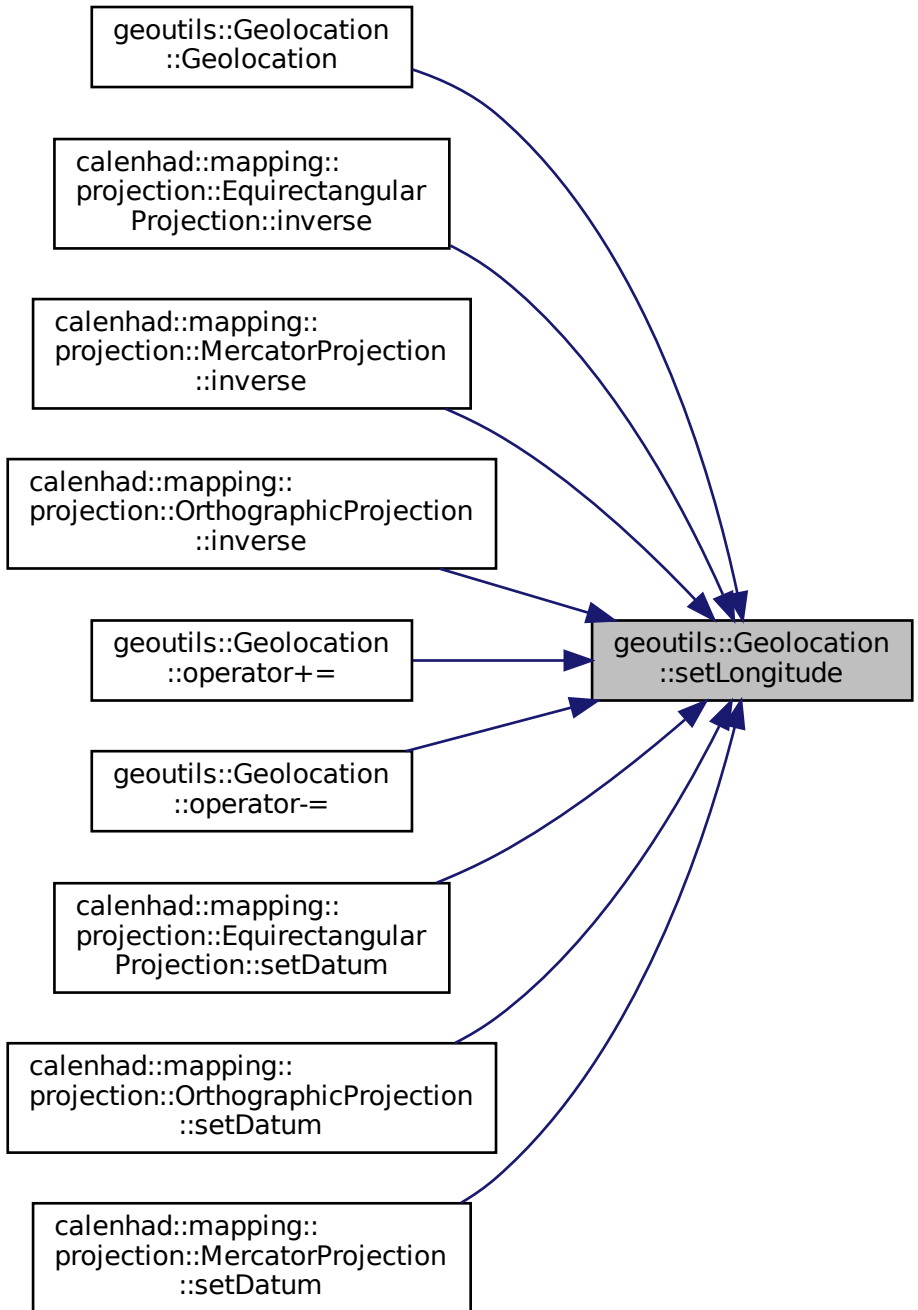 geoutils::Geolocation
::Geolocation
calenhad::mapping::
projection::Equirectangular
Projection::inverse
calenhad::mapping::
projection::MercatorProjection
::inverse
calenhad::mapping::
projection::OrthographicProjection
::inverse
geoutils::Geolocation
::operator+=
geoutils::Geolocation
::setLongitude
geoutils::Geolocation
::operator-=
calenhad::mapping::
projection::Equirectangular
Projection::setDatum
calenhad::mapping::
projection::OrthographicProjection
::setDatum
calenhad::mapping::
projection::MercatorProjection
::setDatum